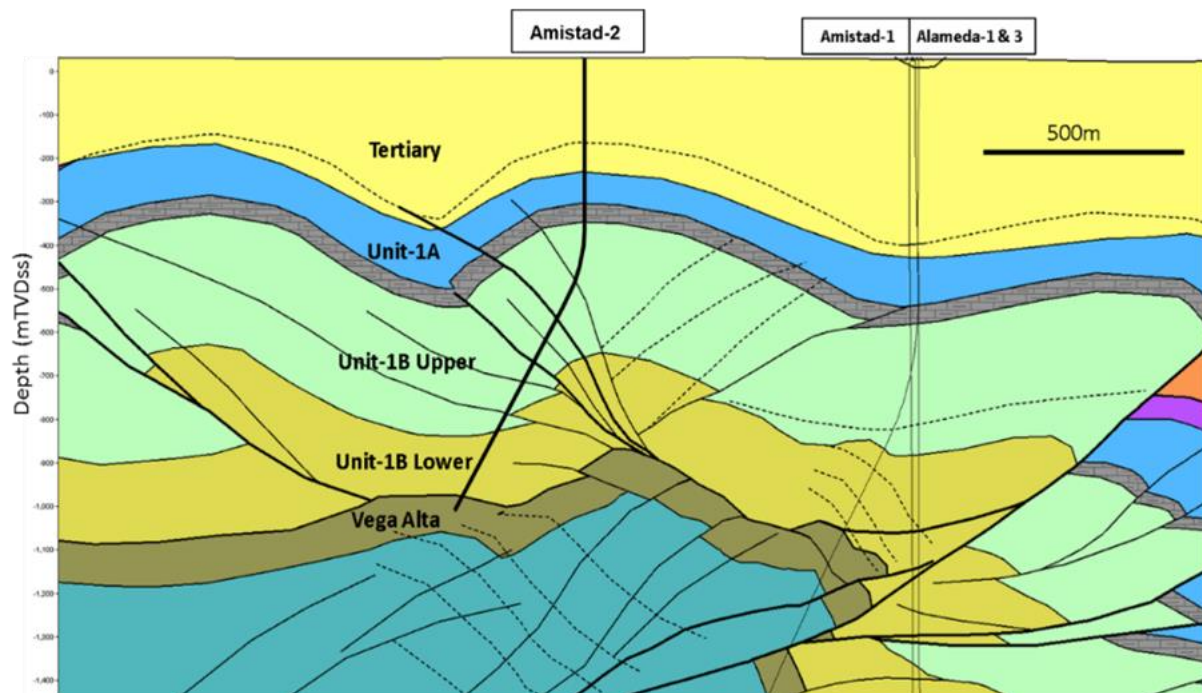 Amistad-2
Amistad-1
Alameda-1 & 3
500m
Tertiary
Unit-1A
Unit-1B Upper
Unit-1B Lower
Vega Alta
Depth (mTVDss)
0
-100
-200
-300
-400
-500
-600
-700
-800
-900
-1,000
-1,100
-1,200
-1,300
-1,400